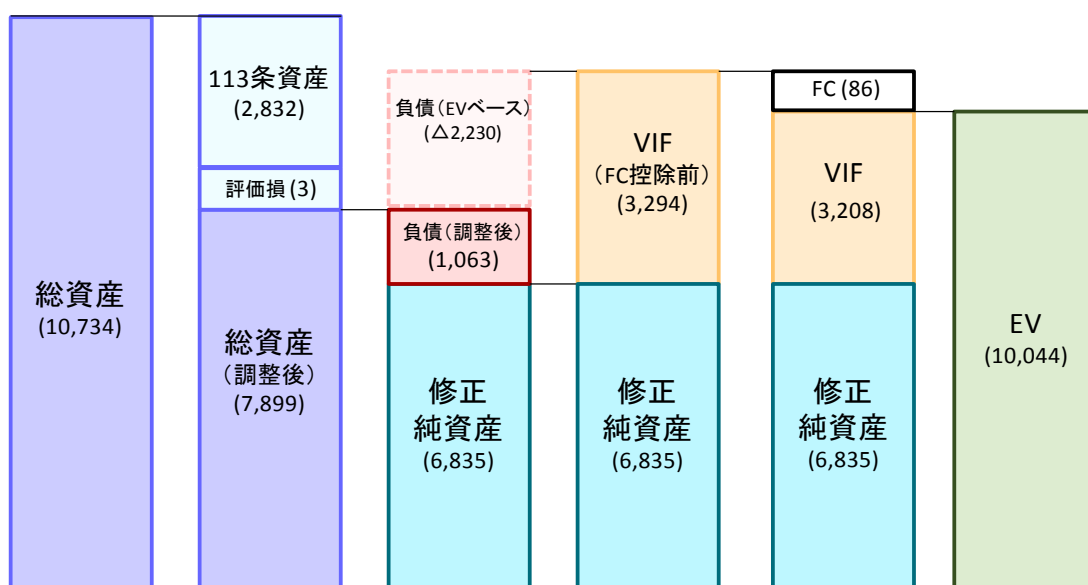 総資産
(10,734)
113条資産
(2,832)
評価損(3)
総資産
(調整後)
(7,899)
負債(EVベース)
(△2,230)
負債(調整後)
(1,063)
修正
純資産
(6,835)
VIF
(FC控除前)
(3,294)
修正
純資産
(6,835)
FC (86)
VIF
(3,208)
修正
純資産
(6,835)
EV
(10,044)